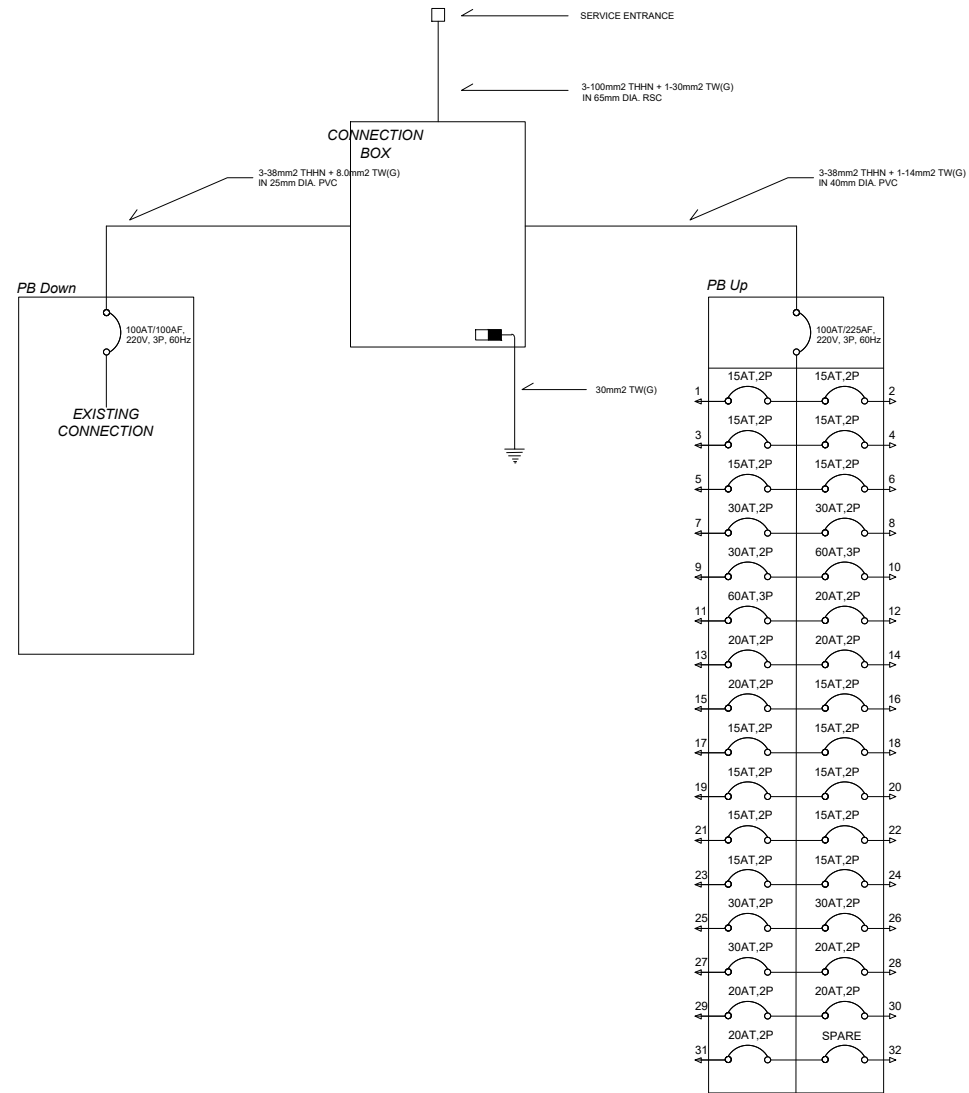 SERVICE ENTRANCE
3-100mm2 THHN + 1-30mm2 TW(G)
IN 65mm DIA. RSC
CONNECTION
BOX
3-38mm2 THHN + 8.0mm2 TW(G)
IN 25mm DIA. PVC
3-38mm2 THHN + 1-14mm2 TW(G)
IN 40mm DIA. PVC
PB Down
100AT/100AF,
220V, 3P, 60Hz
EXISTING
CONNECTION
30mm2 TW(G)
PB Up
100AT/225AF,
220V, 3P, 60Hz
15AT,2P 15AT,2P
1 2
15AT,2P 15AT,2P
3 4
15AT,2P 15AT,2P
5 6
30AT,2P 30AT,2P
7 8
30AT,2P 60AT,3P
9 10
60AT,3P 20AT,2P
11 12
20AT,2P 20AT,2P
13 14
20AT,2P 15AT,2P
15 16
15AT,2P 15AT,2P
17 18
15AT,2P 15AT,2P
19 20
15AT,2P 15AT,2P
21 22
15AT,2P 15AT,2P
23 24
30AT,2P 30AT,2P
25 26
30AT,2P 20AT,2P
27 28
20AT,2P 20AT,2P
29 30
20AT,2P SPARE
31 32